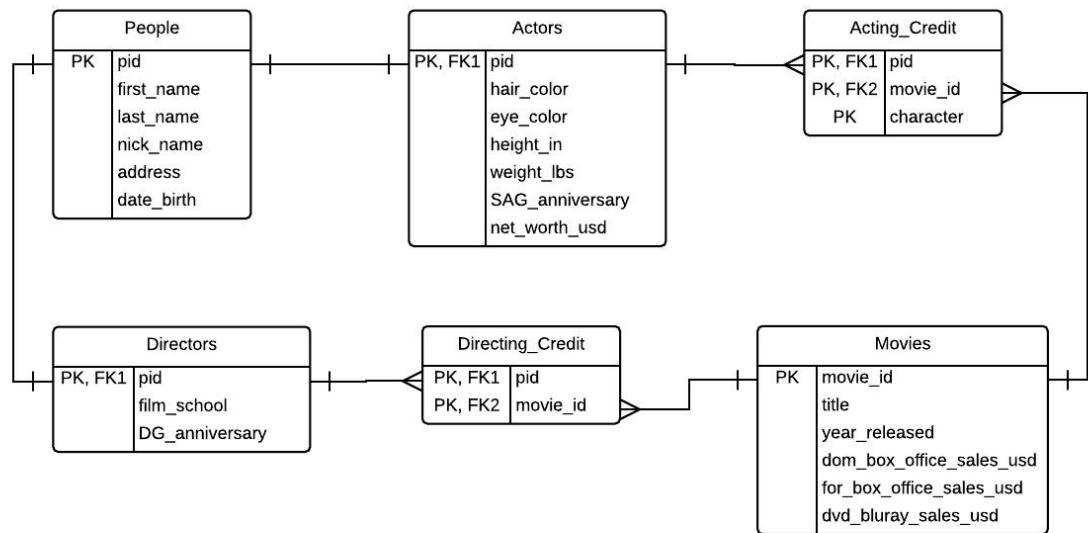 People
PK pid
first_name
last_name
nick_name
address
date_birth
Actors
PK, FK1 pid
hair_color
eye_color
height_in
weight_lbs
SAG_anniversary
net_worth_usd
Acting_Credit
PK, FK1 pid
PK, FK2 movie_id
PK character
Directors
PK, FK1 pid
film_school
DG_anniversary
Directing_Credit
PK, FK1 pid
PK, FK2 movie_id
Movies
PK movie_id
title
year_released
dom_box_office_sales_usd
for_box_office_sales_usd
dvd_bluray_sales_usd